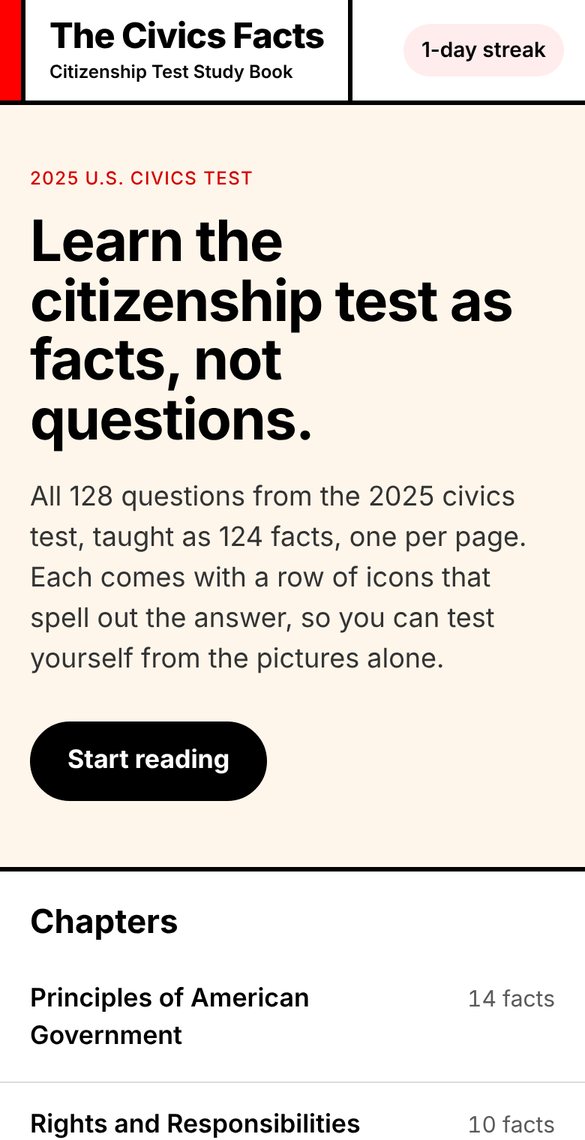 The Civics Facts
Citizenship Test Study Book
1-day streak
2025 U.S. CIVICS TEST
Learn the
citizenship test as
facts, not
questions.
All 128 questions from the 2025 civics
test, taught as 124 facts, one per page.
Each comes with a row of icons that
spell out the answer, so you can test
yourself from the pictures alone.
Start reading
Chapters
Principles of American
Government
14 facts
Rights and Responsibilities
10 facts